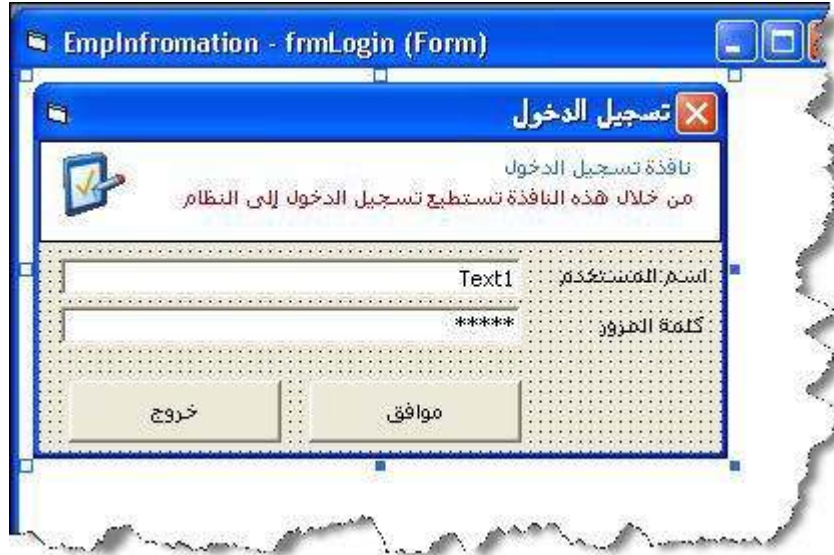 EmpInfromation - frmLogin (Form)
تسجيل الدخول
نافذة تسجيل الدخول
من خلال هذه النافذة تستطيع تسجيل الدخول إلى النظام
اسم المستخدم Text1
كلمة المزور *****
موافق خروج